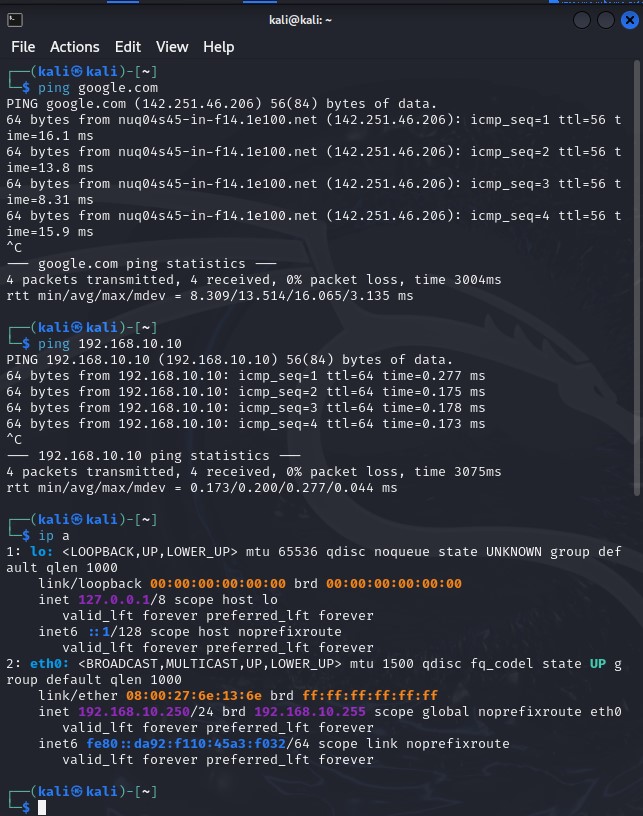 kali@kali: ~
File Actions Edit View Help
┌──(kali㉿kali)-[~]
└─$ ping google.com
PING google.com (142.251.46.206) 56(84) bytes of data.
64 bytes from nuq04s45-in-f14.1e100.net (142.251.46.206): icmp_seq=1 ttl=56 t
ime=16.1 ms
64 bytes from nuq04s45-in-f14.1e100.net (142.251.46.206): icmp_seq=2 ttl=56 t
ime=13.8 ms
64 bytes from nuq04s45-in-f14.1e100.net (142.251.46.206): icmp_seq=3 ttl=56 t
ime=8.31 ms
64 bytes from nuq04s45-in-f14.1e100.net (142.251.46.206): icmp_seq=4 ttl=56 t
ime=15.9 ms
^C
--- google.com ping statistics ---
4 packets transmitted, 4 received, 0% packet loss, time 3004ms
rtt min/avg/max/mdev = 8.309/13.514/16.065/3.135 ms
┌──(kali㉿kali)-[~]
└─$ ping 192.168.10.10
PING 192.168.10.10 (192.168.10.10) 56(84) bytes of data.
64 bytes from 192.168.10.10: icmp_seq=1 ttl=64 time=0.277 ms
64 bytes from 192.168.10.10: icmp_seq=2 ttl=64 time=0.175 ms
64 bytes from 192.168.10.10: icmp_seq=3 ttl=64 time=0.178 ms
64 bytes from 192.168.10.10: icmp_seq=4 ttl=64 time=0.173 ms
^C
--- 192.168.10.10 ping statistics ---
4 packets transmitted, 4 received, 0% packet loss, time 3075ms
rtt min/avg/max/mdev = 0.173/0.200/0.277/0.044 ms
┌──(kali㉿kali)-[~]
└─$ ip a
1: lo: <LOOPBACK,UP,LOWER_UP> mtu 65536 qdisc noqueue state UNKNOWN group def
ault qlen 1000
link/loopback 00:00:00:00:00:00 brd 00:00:00:00:00:00
inet 127.0.0.1/8 scope host lo
valid_lft forever preferred_lft forever
inet6 ::1/128 scope host noprefixroute
valid_lft forever preferred_lft forever
2: eth0: <BROADCAST,MULTICAST,UP,LOWER_UP> mtu 1500 qdisc fq_codel state UP g
roup default qlen 1000
link/ether 08:00:27:6e:13:6e brd ff:ff:ff:ff:ff:ff
inet 192.168.10.250/24 brd 192.168.10.255 scope global noprefixroute eth0
valid_lft forever preferred_lft forever
inet6 fe80::da92:f110:45a3:f032/64 scope link noprefixroute
valid_lft forever preferred_lft forever
┌──(kali㉿kali)-[~]
└─$